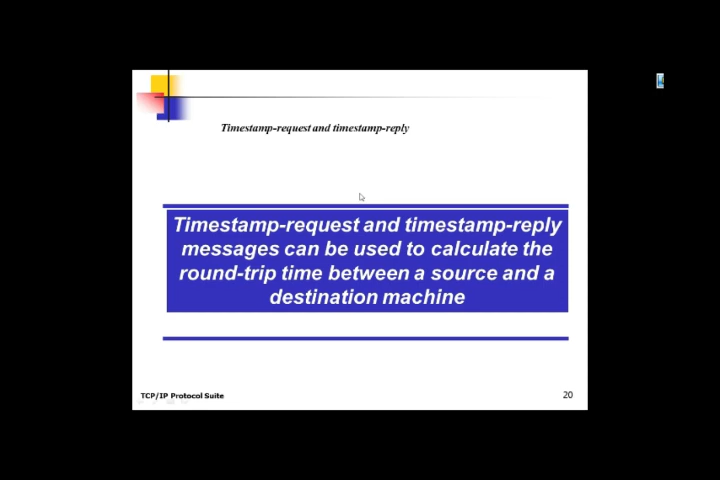 Timestamp-request and timestamp-reply
Timestamp-request and timestamp-reply
messages can be used to calculate the
round-trip time between a source and a
destination machine
TCP/IP Protocol Suite
20